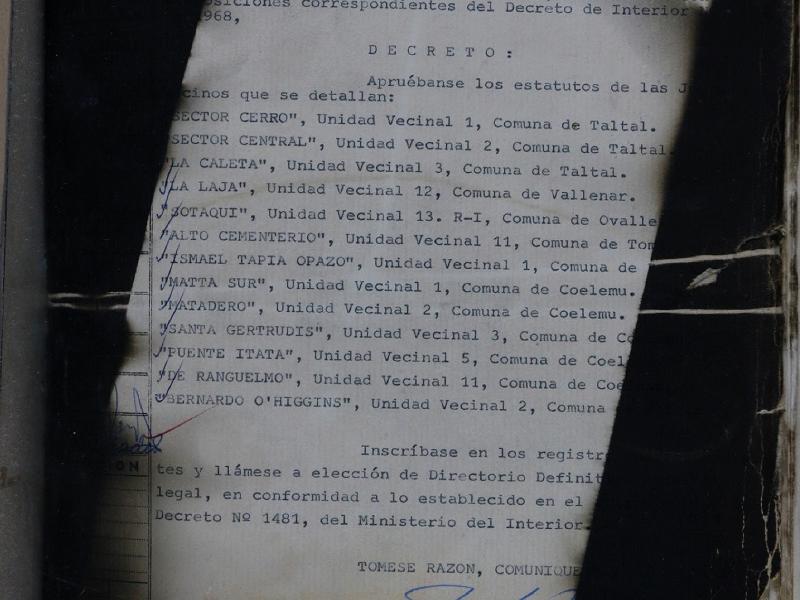 siciones correspondientes del Decreto de Interior
1968,
D E C R E T O :
Apruébanse los estatutos de las J
cinos que se detallan:
SECTOR CERRO", Unidad Vecinal 1, Comuna de Taltal.
SECTOR CENTRAL", Unidad Vecinal 2, Comuna de Taltal.
"LA CALETA", Unidad Vecinal 3, Comuna de Taltal.
"LA LAJA", Unidad Vecinal 12, Comuna de Vallenar.
"SOTAQUI", Unidad Vecinal 13. R-I, Comuna de Ovalle
"ALTO CEMENTERIO", Unidad Vecinal 11, Comuna de Tom
"ISMAEL TAPIA OPAZO", Unidad Vecinal 1, Comuna de
"MATTA SUR", Unidad Vecinal 1, Comuna de Coelemu.
"MATADERO", Unidad Vecinal 2, Comuna de Coelemu.
"SANTA GERTRUDIS", Unidad Vecinal 3, Comuna de Co
"PUENTE ITATA", Unidad Vecinal 5, Comuna de Coel
"DE RANGUELMO", Unidad Vecinal 11, Comuna de Coe
"BERNARDO O'HIGGINS", Unidad Vecinal 2, Comuna
Inscríbase en los registr
tes y llámese a elección de Directorio Definit
legal, en conformidad a lo establecido en el
Decreto Nº 1481, del Ministerio del Interior.
TOMESE RAZON, COMUNIQUE